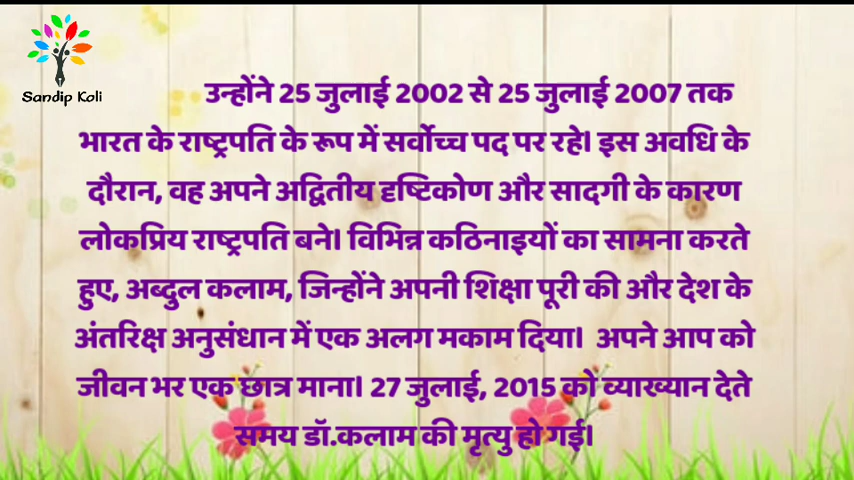 Sandip Koli
उन्होंने 25 जुलाई 2002 से 25 जुलाई 2007 तक
भारत के राष्ट्रपति के रूप में सर्वोच्च पद पर रहे। इस अवधि के
दौरान, वह अपने अद्वितीय दृष्टिकोण और सादगी के कारण
लोकप्रिय राष्ट्रपति बने। विभिन्न कठिनाइयों का सामना करते
हुए, अब्दुल कलाम, जिन्होंने अपनी शिक्षा पूरी की और देश के
अंतरिक्ष अनुसंधान में एक अलग मकाम दिया। अपने आप को
जीवन भर एक छात्र माना। 27 जुलाई, 2015 को व्याख्यान देते
समय डॉ.कलाम की मृत्यु हो गई।